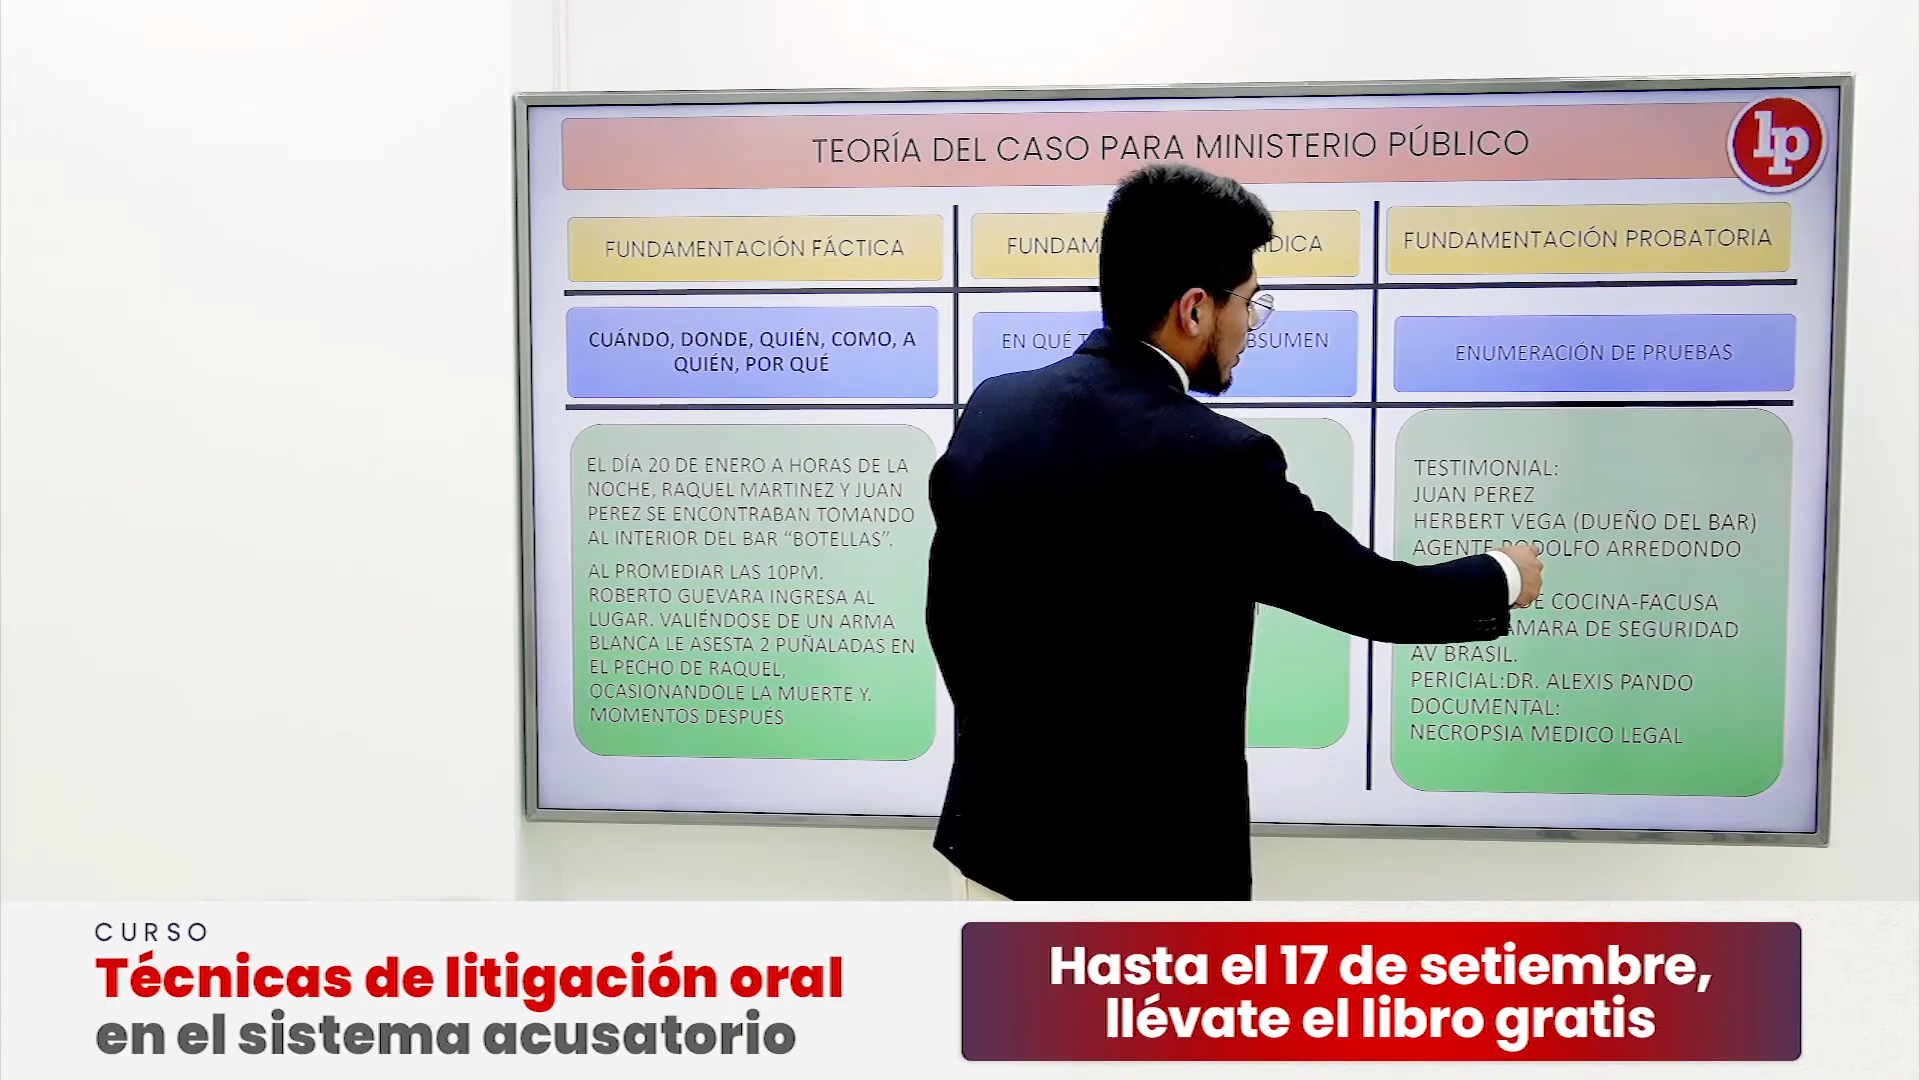 TEORÍA DEL CASO PARA MINISTERIO PÚBLICO
lp
FUNDAMENTACIÓN FÁCTICA
FUNDAMENTACIÓN PROBATORIA
CUÁNDO, DONDE, QUIÉN, COMO, A
QUIÉN, POR QUÉ
EN QUÉ
ENUMERACIÓN DE PRUEBAS
EL DÍA 20 DE ENERO A HORAS DE LA
NOCHE, RAQUEL MARTINEZ Y JUAN
PEREZ SE ENCONTRABAN TOMANDO
AL INTERIOR DEL BAR “BOTELLAS”.
AL PROMEDIAR LAS 10PM.
ROBERTO GUEVARA INGRESA AL
LUGAR. VALIÉNDOSE DE UN ARMA
BLANCA LE ASESTA 2 PUÑALADAS EN
EL PECHO DE RAQUEL,
OCASIONANDOLE LA MUERTE Y.
MOMENTOS DESPUÉS
TESTIMONIAL:
JUAN PEREZ
HERBERT VEGA (DUEÑO DEL BAR)
AGENTE RODOLFO ARREDONDO
DE COCINA-FACUSA
CÁMARA DE SEGURIDAD
AV BRASIL.
PERICIAL:DR. ALEXIS PANDO
DOCUMENTAL:
NECROPSIA MEDICO LEGAL
CURSO
Técnicas de litigación oral
en el sistema acusatorio
Hasta el 17 de setiembre,
llévate el libro gratis